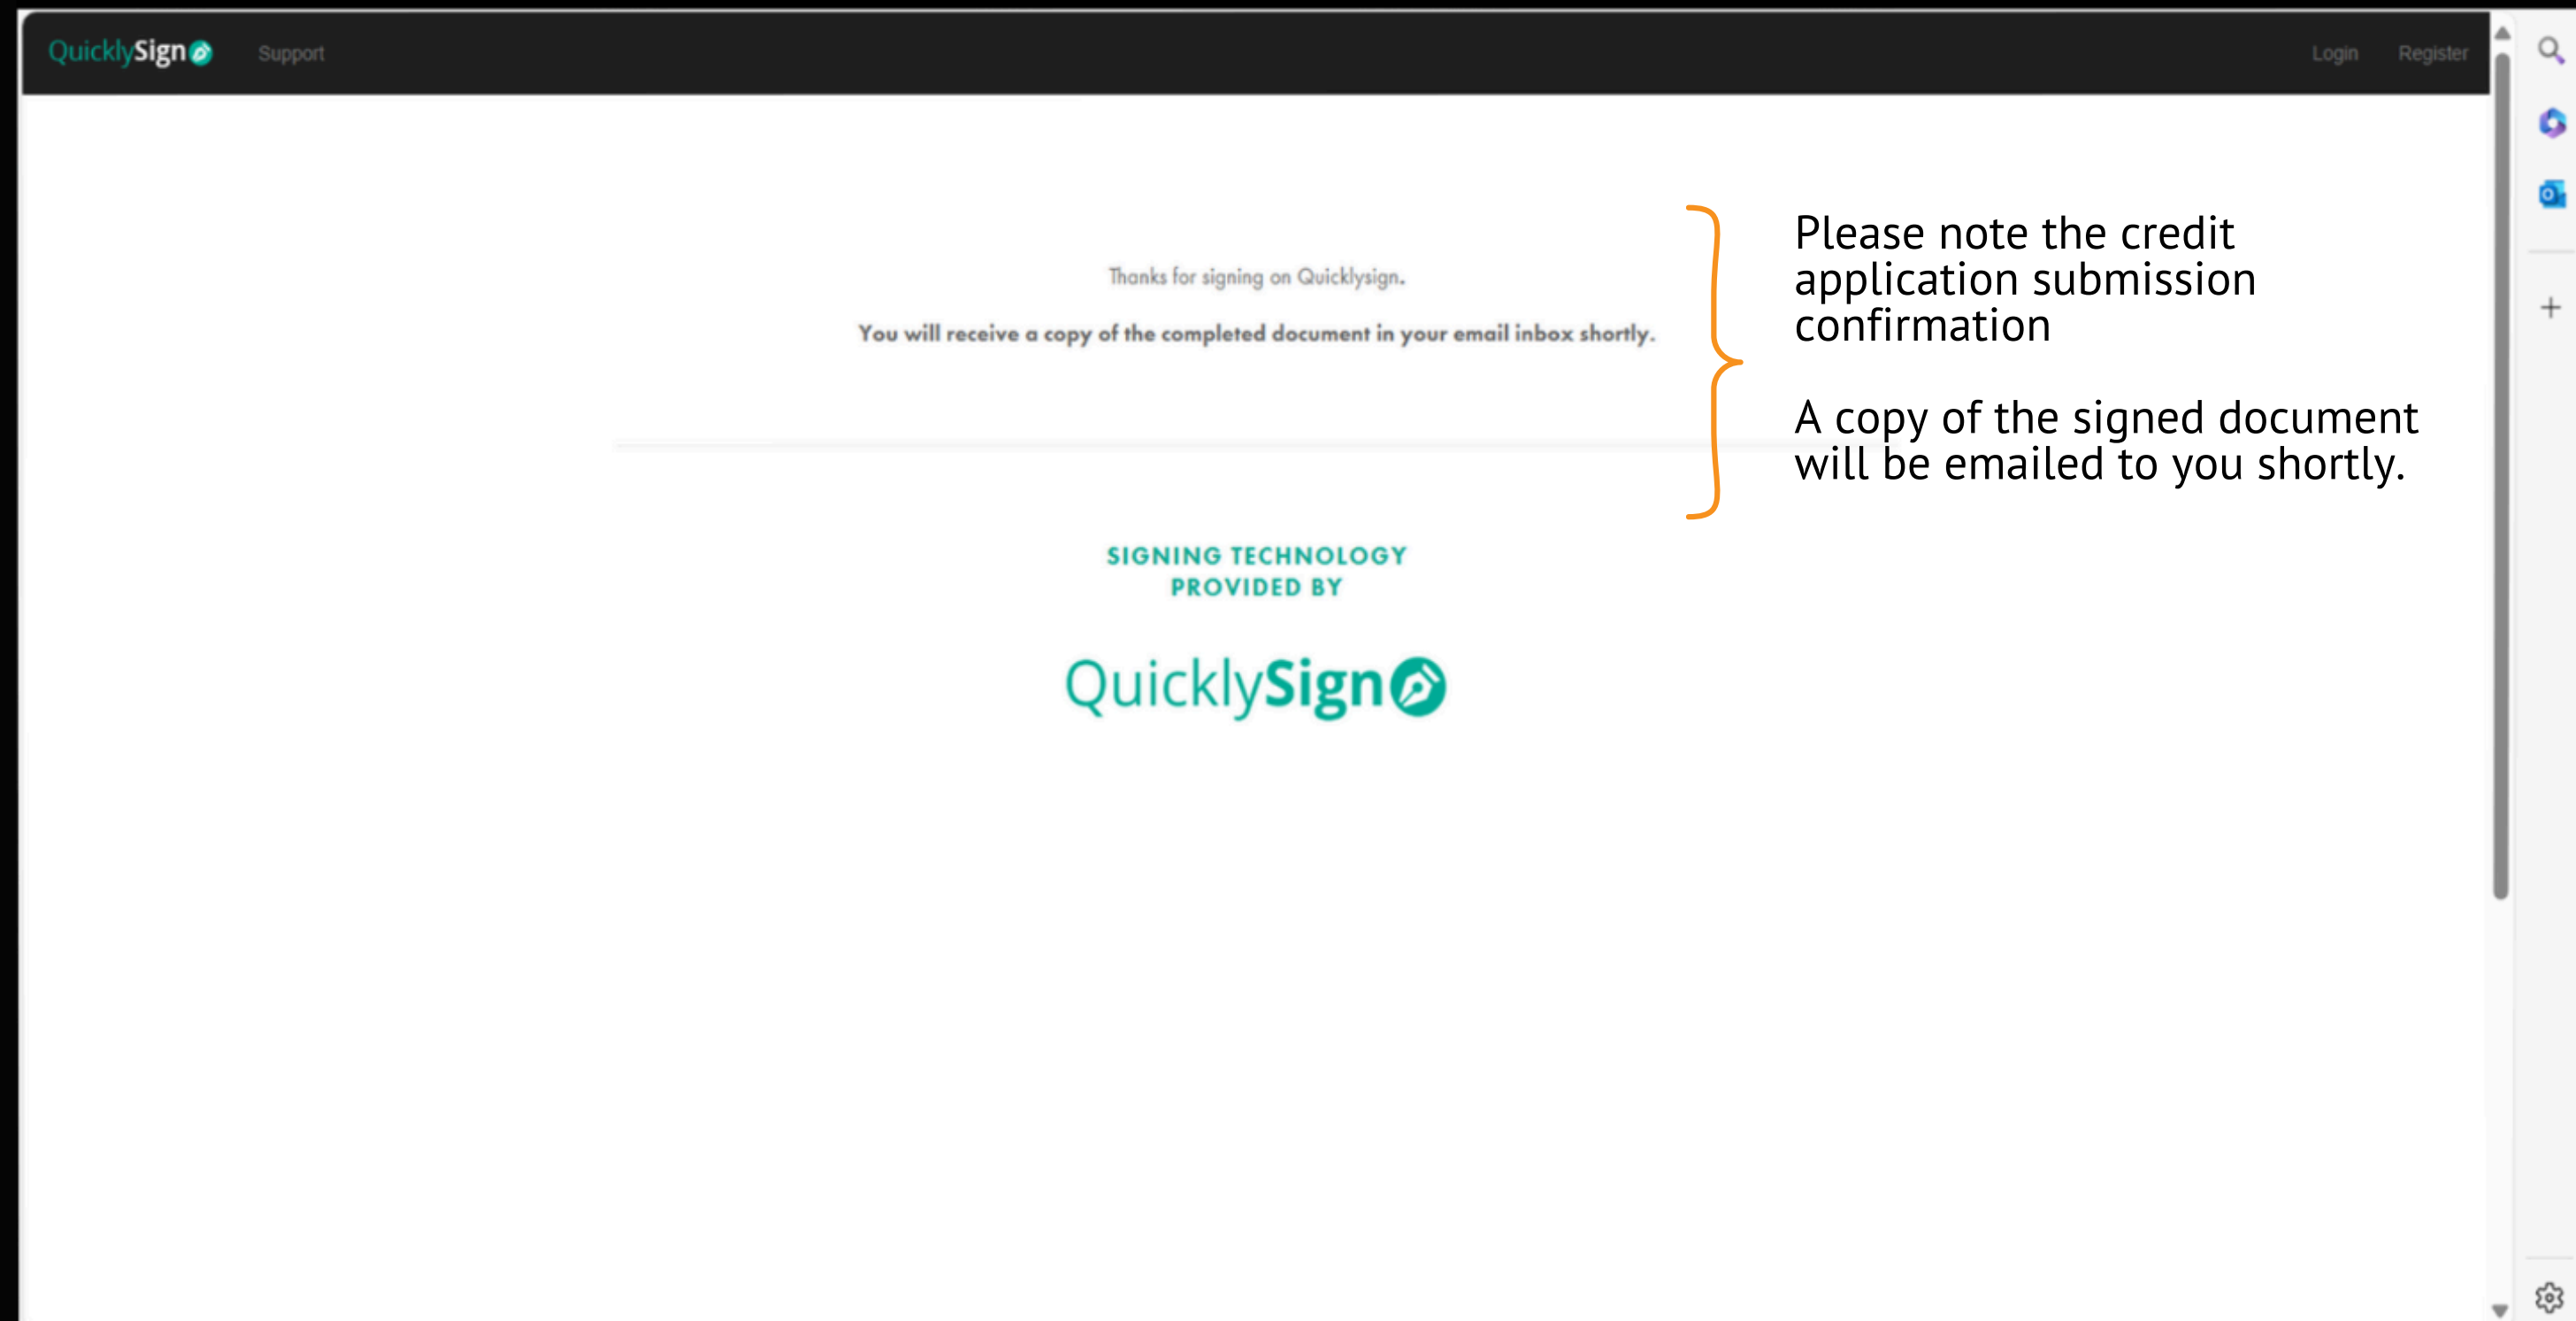 QuicklySign
Support
Login
Register
Thanks for signing on Quicklysign.
You will receive a copy of the completed document in your email inbox shortly.
Please note the credit
application submission
confirmation
A copy of the signed document
will be emailed to you shortly.
SIGNING TECHNOLOGY
PROVIDED BY
QuicklySign